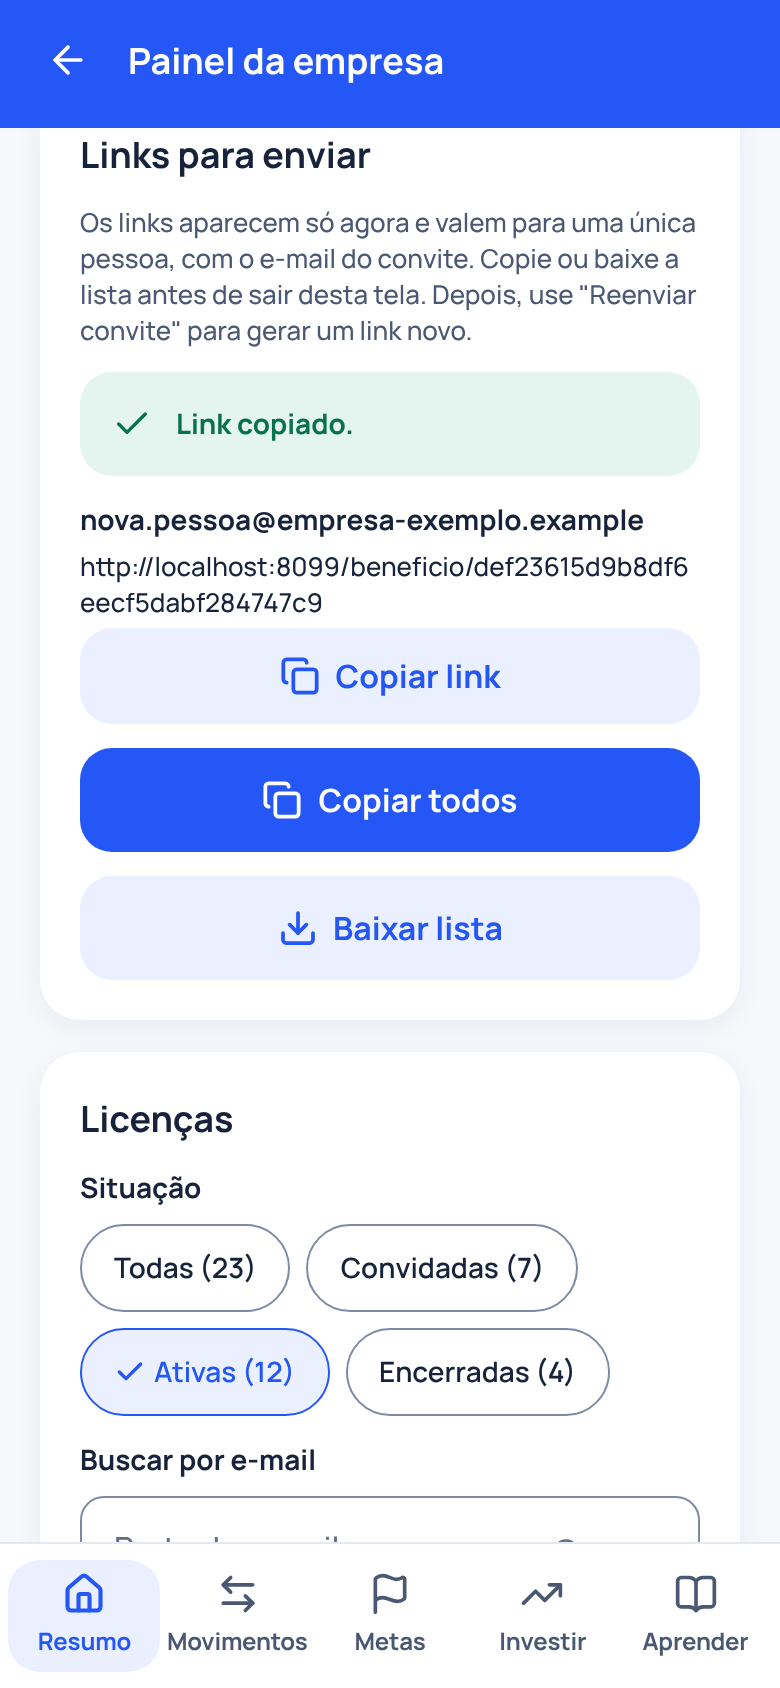 Painel da empresa
Links para enviar
Os links aparecem só agora e valem para uma única
pessoa, com o e-mail do convite. Copie ou baixe a
lista antes de sair desta tela. Depois, use "Reenviar
convite" para gerar um link novo.
Link copiado.
nova.pessoa@empresa-exemplo.example
http://localhost:8099/beneficio/def23615d9b8df6
eecf5dabf284747c9
Copiar link
Copiar todos
Baixar lista
Licenças
Situação
Todas (23)
Convidadas (7)
Ativas (12)
Encerradas (4)
Buscar por e-mail
Resumo
Movimentos
Metas
Investir
Aprender